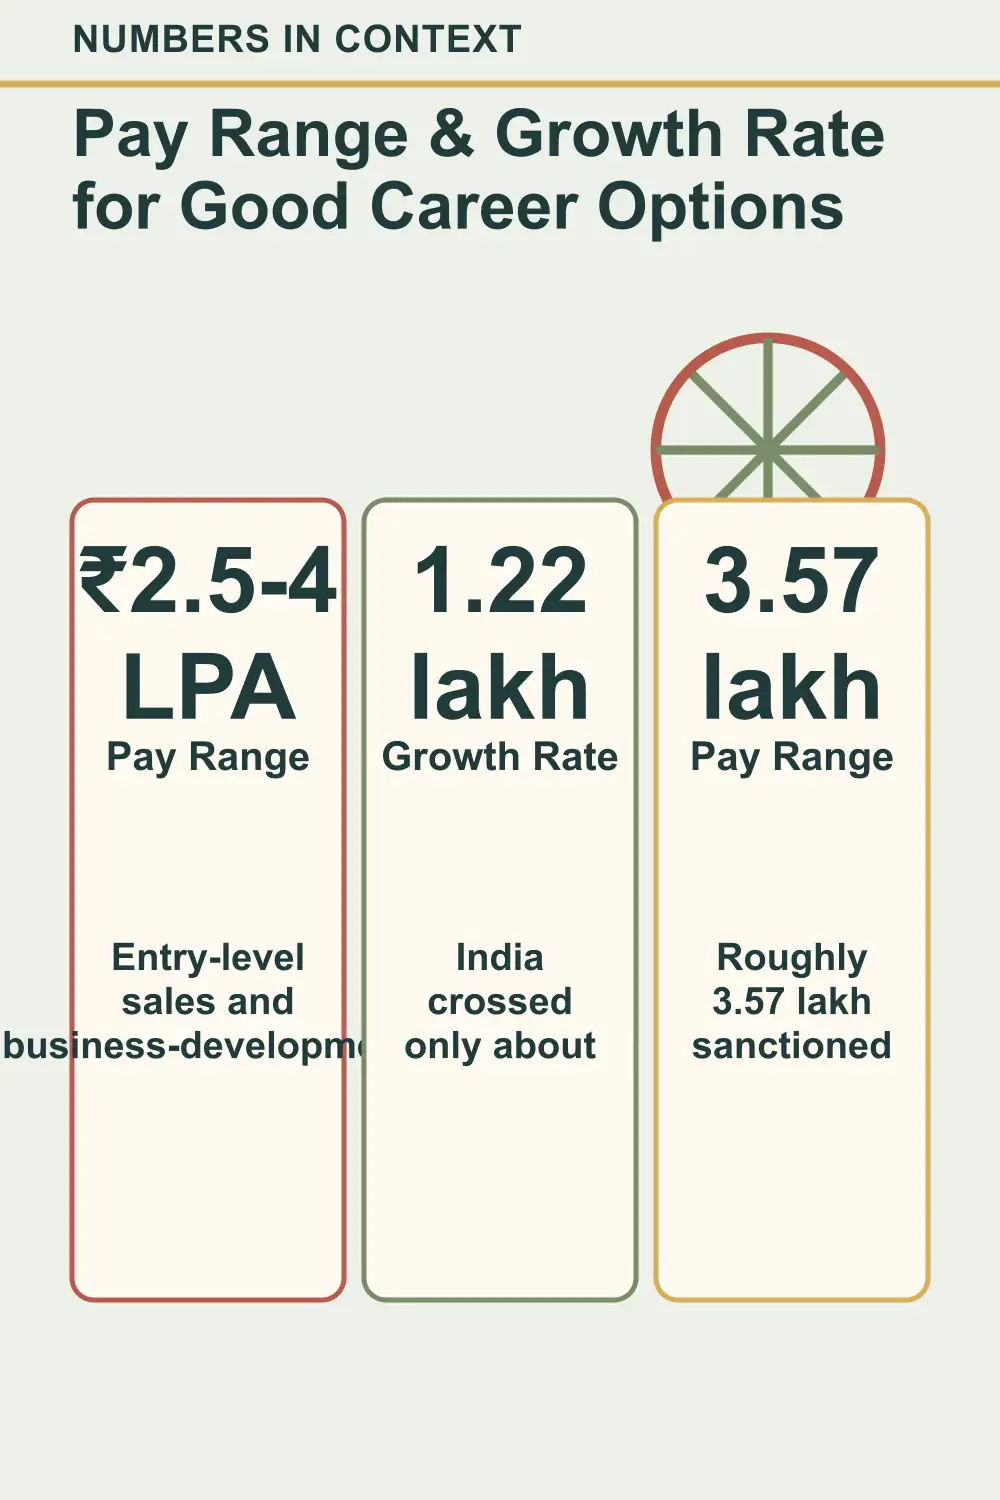 NUMBERS IN CONTEXT
Pay Range & Growth Rate
for Good Career Options
₹2.5-4
LPA
Pay Range
Entry-level
sales and
business-developme
1.22
lakh
Growth Rate
India
crossed
only about
3.57
lakh
Pay Range
Roughly
3.57 lakh
sanctioned